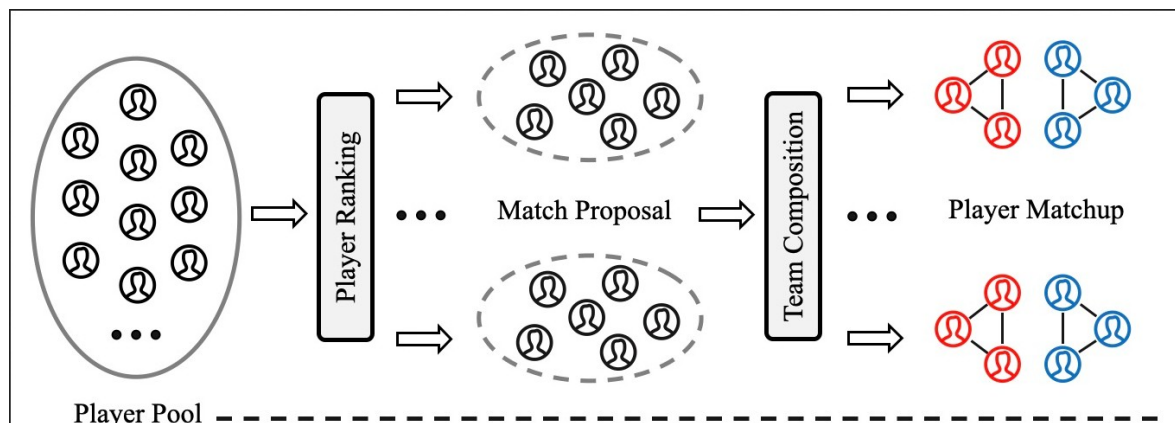 Player Ranking
Match Proposal
Team Composition
Player Matchup
Player Pool